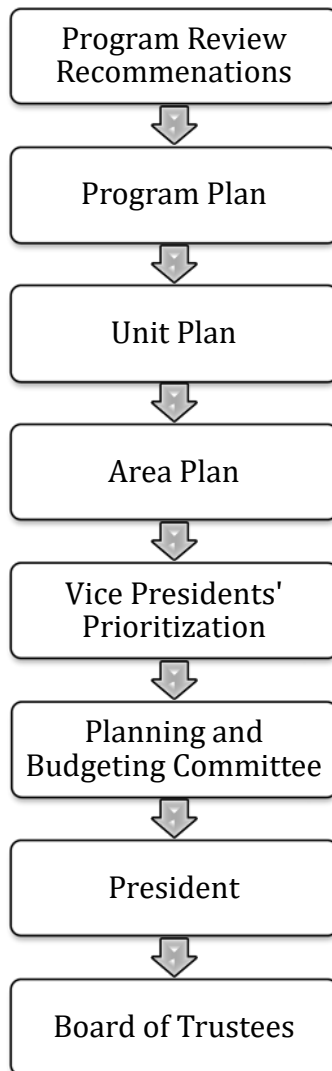 Program Review
Recommenations
Program Plan
Unit Plan
Area Plan
Vice Presidents'
Prioritization
Planning and
Budgeting Committee
President
Board of Trustees